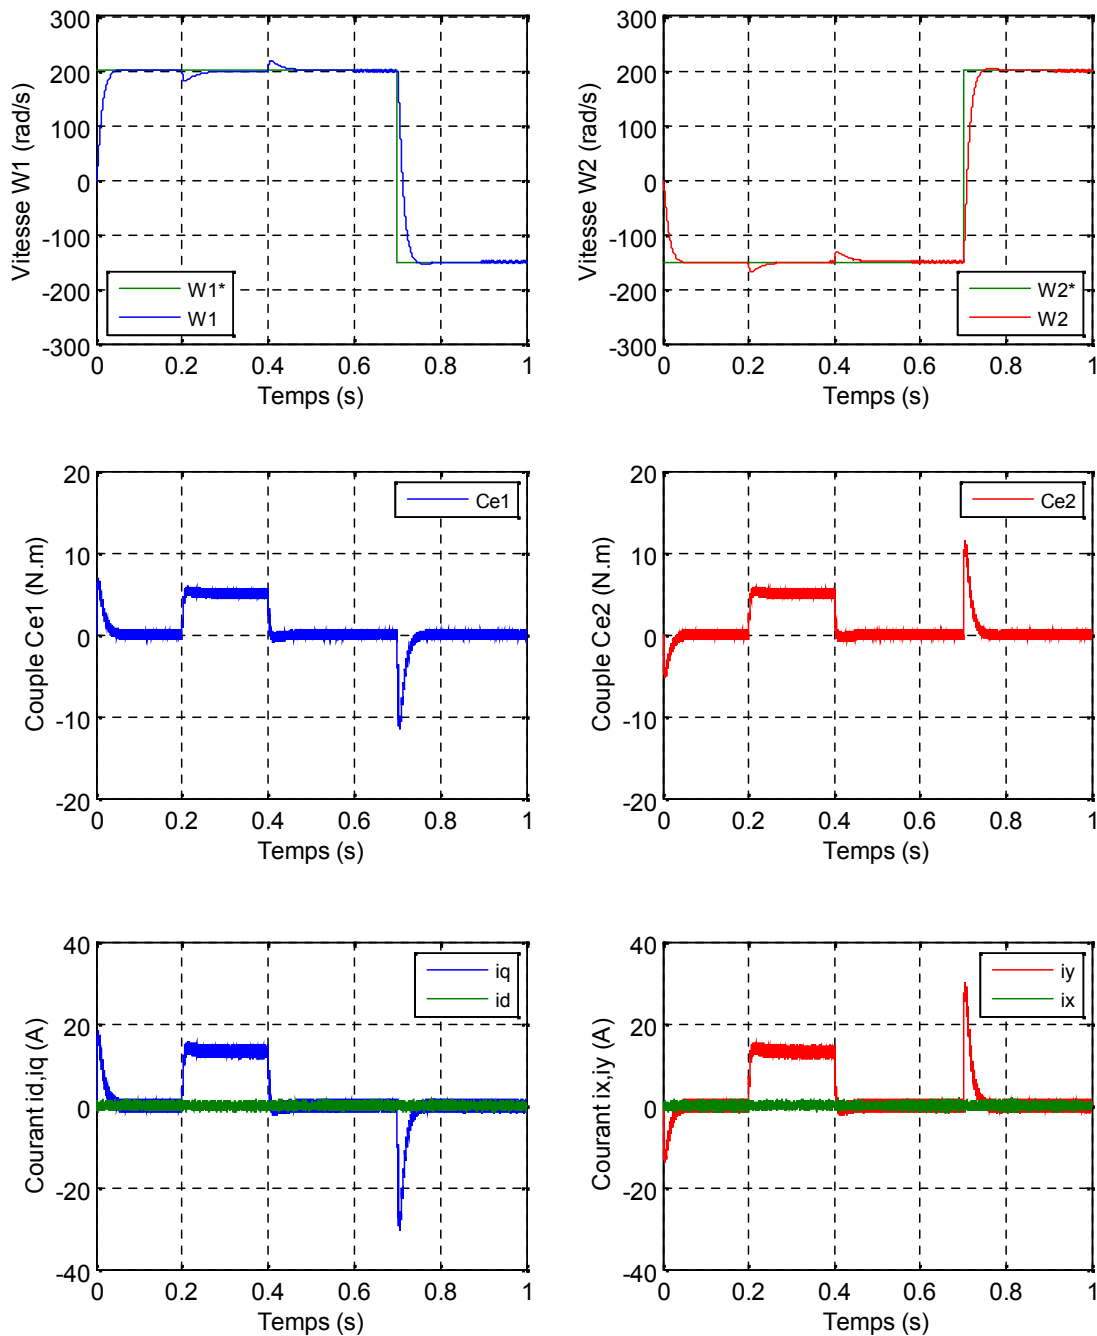 Vitesse W1 (rad/s)
300
200
100
0
-100
-200
-300
W1*
W1
0 0.2 0.4 0.6 0.8 1
Temps (s)
Vitesse W2 (rad/s)
300
200
100
0
-100
-200
-300
W2*
W2
0 0.2 0.4 0.6 0.8 1
Temps (s)
Couple Ce1 (N.m)
20
10
0
-10
-20
Ce1
0 0.2 0.4 0.6 0.8 1
Temps (s)
Couple Ce2 (N.m)
20
10
0
-10
-20
Ce2
0 0.2 0.4 0.6 0.8 1
Temps (s)
Courant id,iq (A)
40
20
0
-20
-40
iq
id
0 0.2 0.4 0.6 0.8 1
Temps (s)
Courant ix,iy (A)
40
20
0
-20
-40
iy
ix
0 0.2 0.4 0.6 0.8 1
Temps (s)